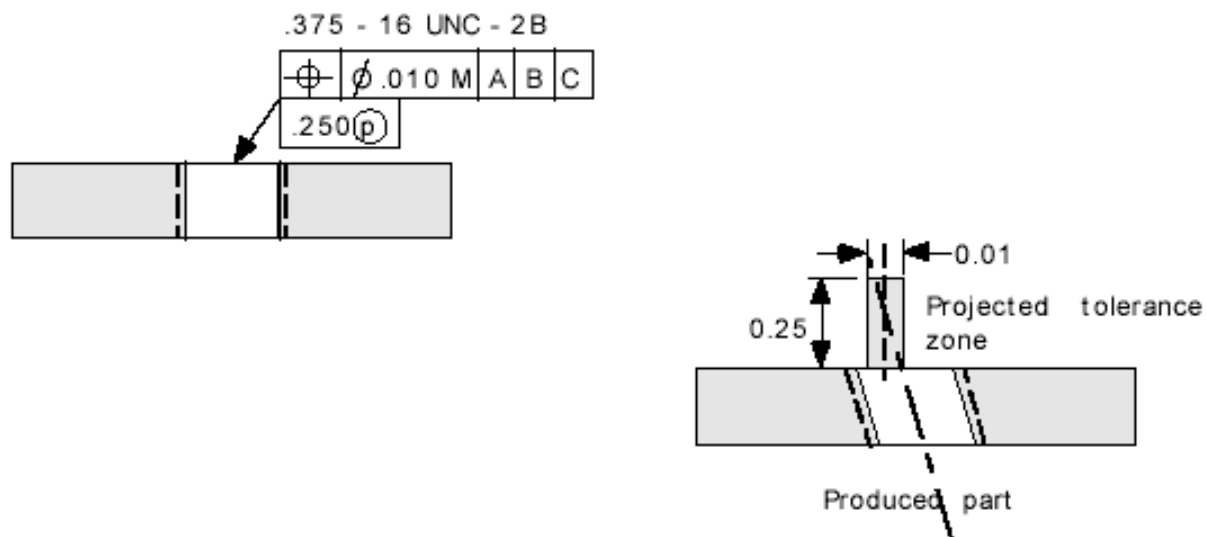 .375 - 16 UNC - 2B
⌖ ⌀ .010 M A B C
.250 ⓟ
0.01
0.25
Projected tolerance
zone
Produced part